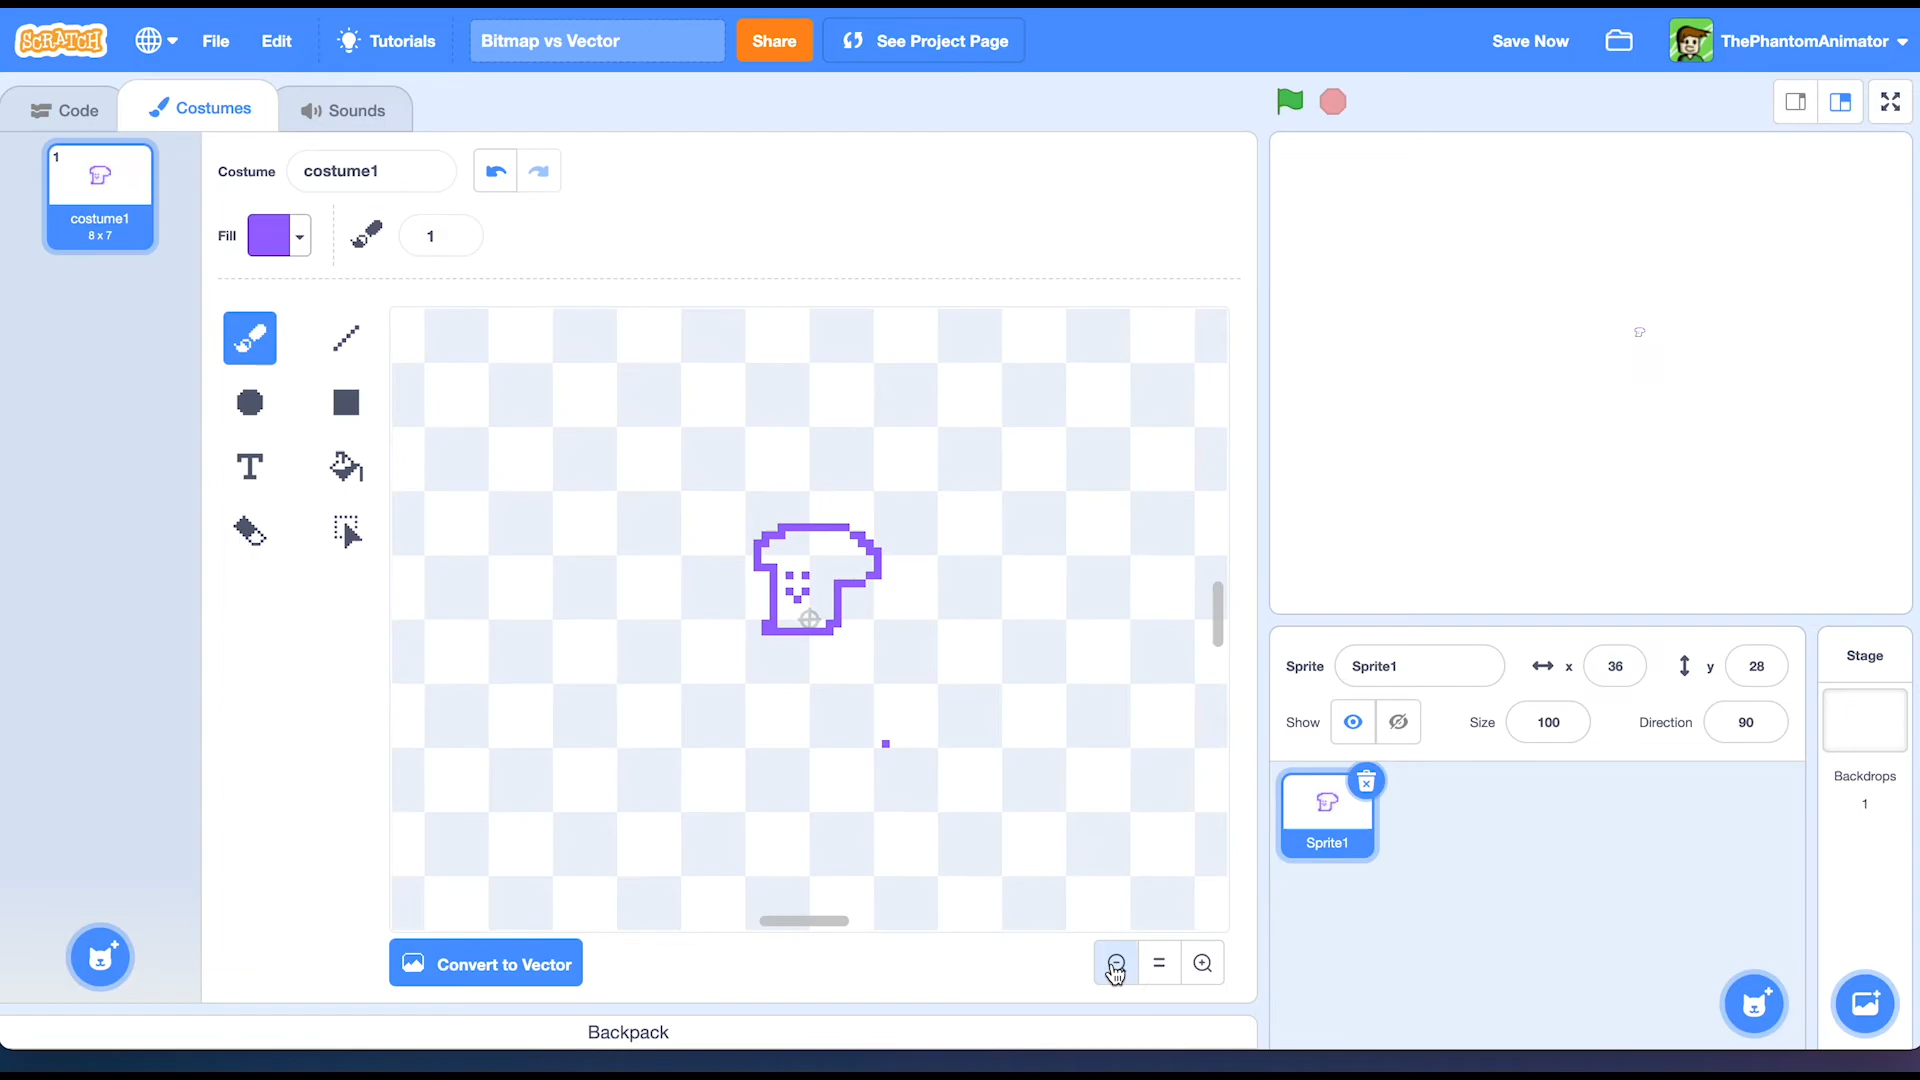 SCRATCH File Edit Tutorials Bitmap vs Vector Share See Project Page Save Now ThePhantomAnimator
Code Costumes Sounds
1
costume1
8 x 7
Costume costume1
Fill 1
T
Convert to Vector
Backpack
Sprite Sprite1 x 36 y 28
Show Size 100 Direction 90
Sprite1
Stage
Backdrops
1